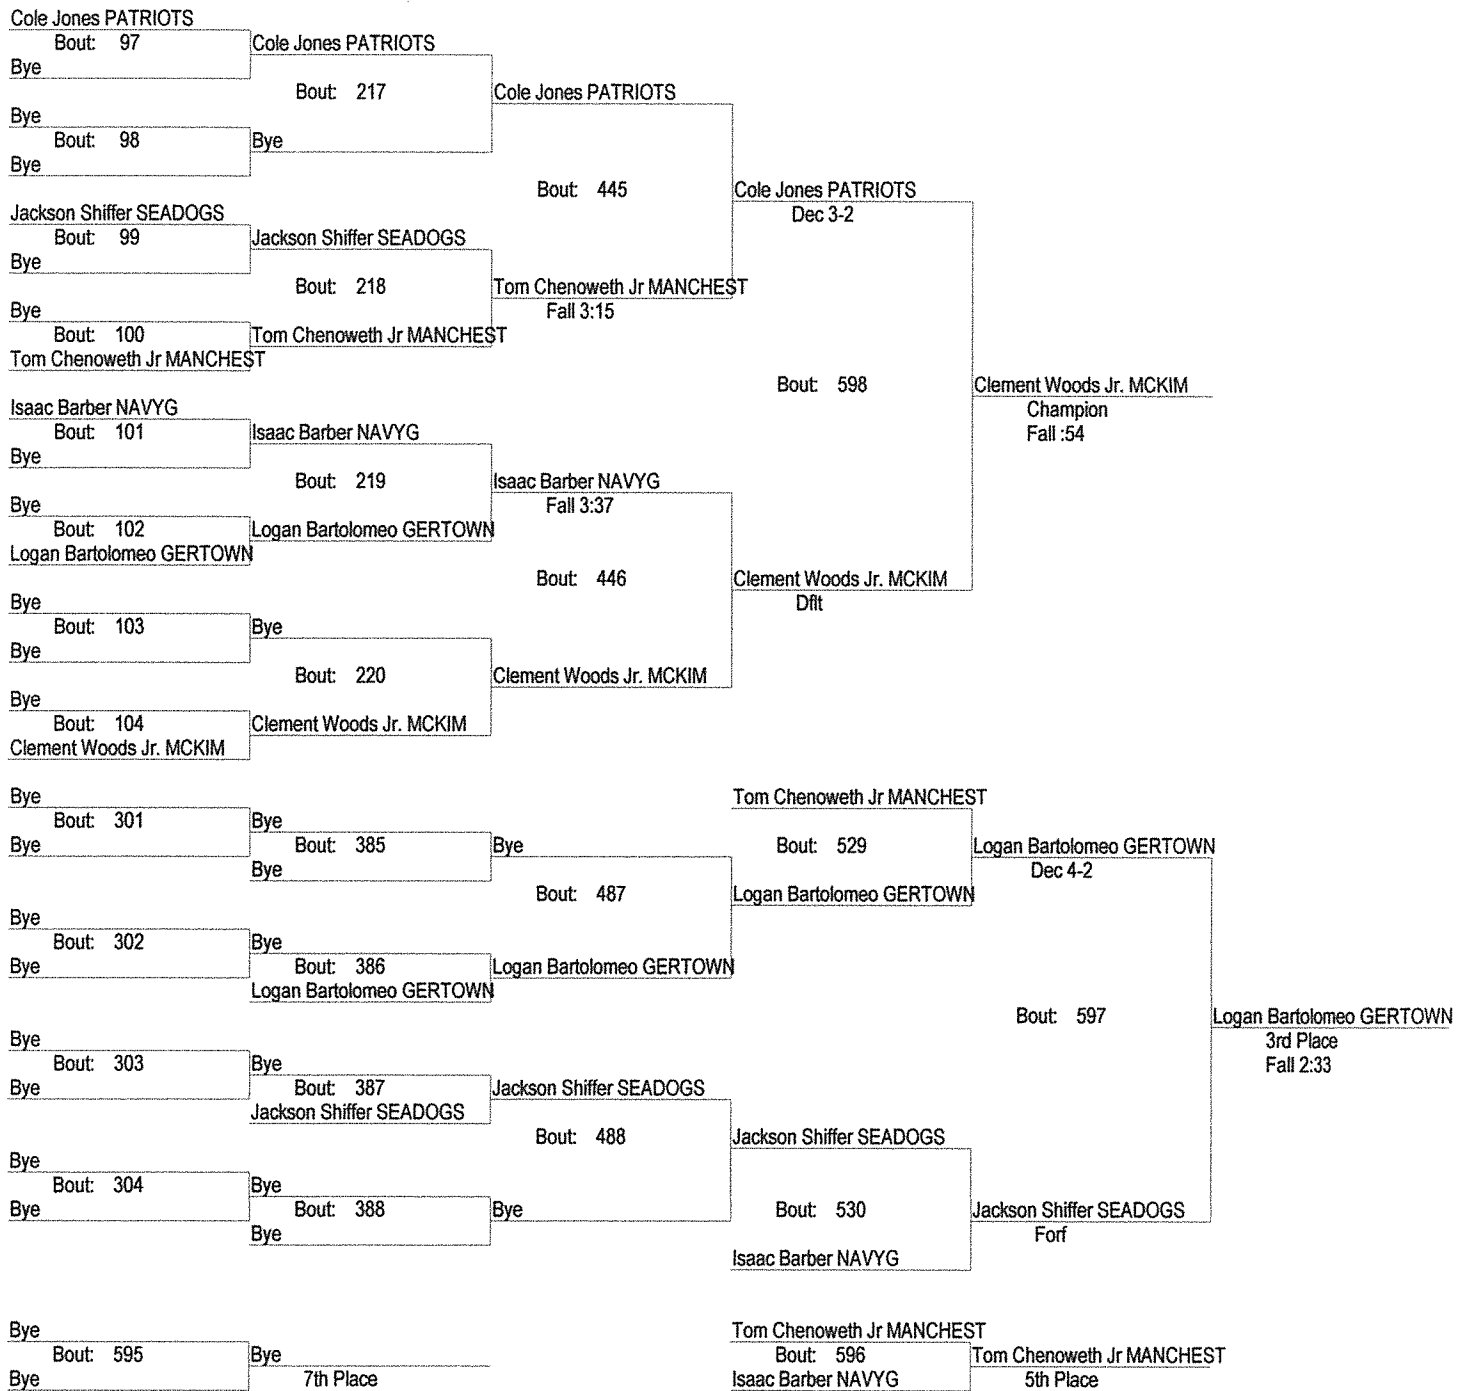 Cole Jones PATRIOTS
Bout: 97
Cole Jones PATRIOTS
Bye
Bout: 217
Cole Jones PATRIOTS
Bye
Bout: 98
Bye
Bye
Bout: 445
Cole Jones PATRIOTS
Dec 3-2
Jackson Shiffer SEADOGS
Bout: 99
Jackson Shiffer SEADOGS
Bye
Bout: 218
Tom Chenoweth Jr MANCHEST
Fall 3:15
Bye
Bout: 100
Tom Chenoweth Jr MANCHEST
Tom Chenoweth Jr MANCHEST
Bout: 598
Clement Woods Jr. MCKIM
Champion
Fall :54
Isaac Barber NAVYG
Bout: 101
Isaac Barber NAVYG
Bye
Bout: 219
Isaac Barber NAVYG
Fall 3:37
Bye
Bout: 102
Logan Bartolomeo GERTOWN
Logan Bartolomeo GERTOWN
Bout: 446
Clement Woods Jr. MCKIM
Dflt
Bye
Bout: 103
Bye
Bye
Bout: 220
Clement Woods Jr. MCKIM
Bye
Bout: 104
Clement Woods Jr. MCKIM
Clement Woods Jr. MCKIM
Bye
Bout: 301
Bye
Bye
Bout: 385
Bye
Bye
Tom Chenoweth Jr MANCHEST
Bout: 529
Logan Bartolomeo GERTOWN
Dec 4-2
Bout: 487
Logan Bartolomeo GERTOWN
Bye
Bout: 302
Bye
Bye
Bout: 386
Logan Bartolomeo GERTOWN
Logan Bartolomeo GERTOWN
Bout: 597
Logan Bartolomeo GERTOWN
3rd Place
Fall 2:33
Bye
Bout: 303
Bye
Bye
Bout: 387
Jackson Shiffer SEADOGS
Jackson Shiffer SEADOGS
Bout: 488
Jackson Shiffer SEADOGS
Bye
Bout: 304
Bye
Bye
Bout: 388
Bye
Bye
Bout: 530
Jackson Shiffer SEADOGS
Forf
Isaac Barber NAVYG
Bye
Bout: 595
Bye
Bye
7th Place
Tom Chenoweth Jr MANCHEST
Bout: 596
Tom Chenoweth Jr MANCHEST
Isaac Barber NAVYG
5th Place